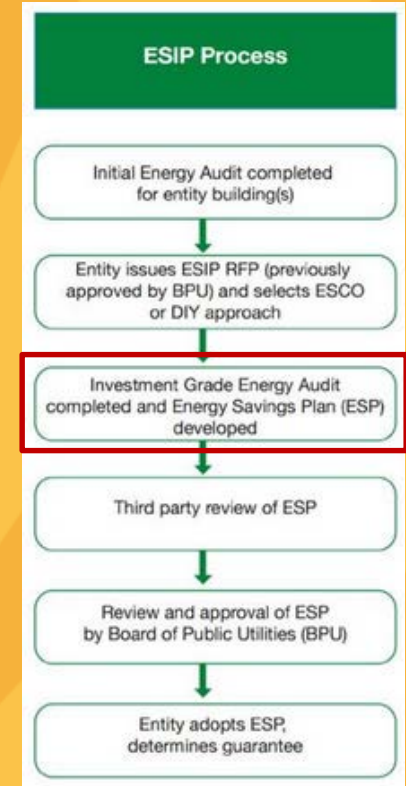 ESIP Process
Initial Energy Audit completed
for entity building(s)
Entity issues ESIP RFP (previously
approved by BPU) and selects ESCO
or DIY approach
Investment Grade Energy Audit
completed and Energy Savings Plan (ESP)
developed
Third party review of ESP
Review and approval of ESP
by Board of Public Utilities (BPU)
Entity adopts ESP,
determines guarantee